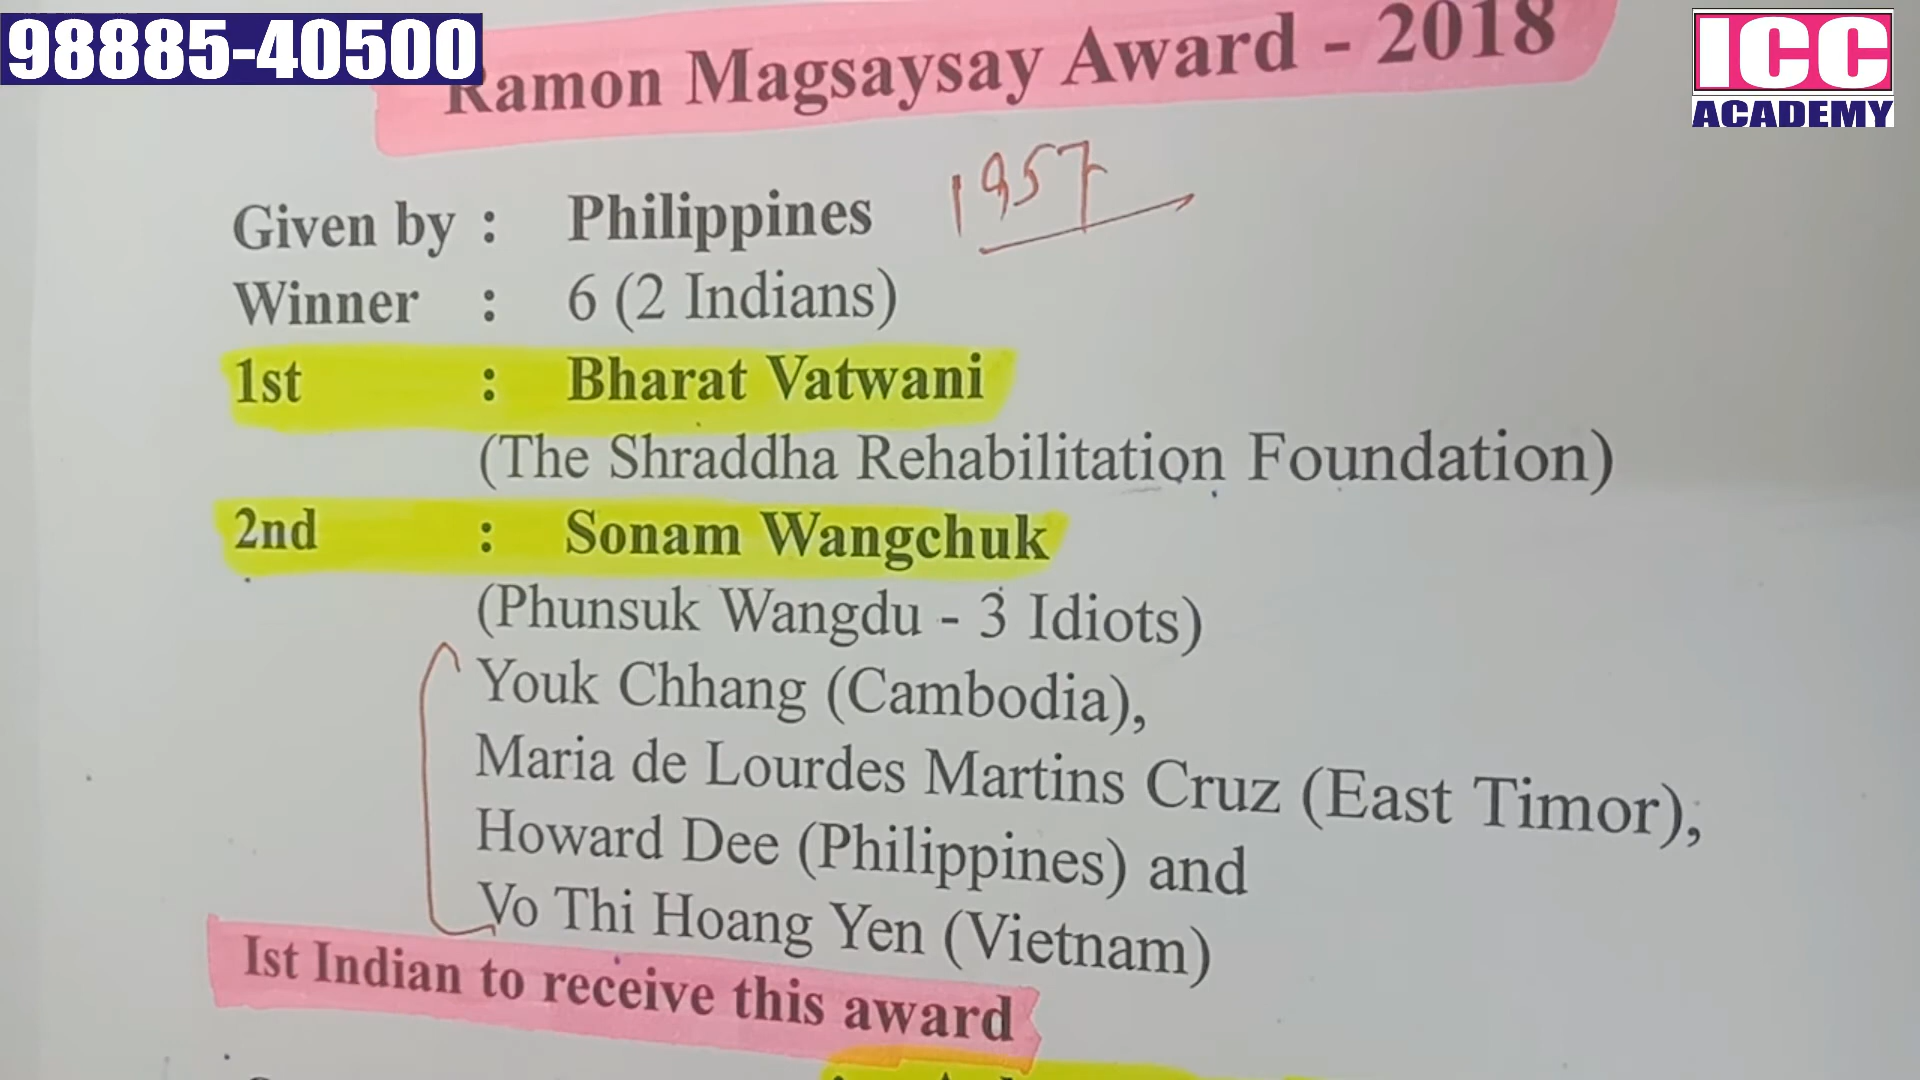 98885-40500
ICC
ACADEMY
Ramon Magsaysay Award - 2018
1957
Given by : Philippines
Winner : 6 (2 Indians)
1st : Bharat Vatwani
(The Shraddha Rehabilitation Foundation)
2nd : Sonam Wangchuk
(Phunsuk Wangdu - 3 Idiots)
Youk Chhang (Cambodia),
Maria de Lourdes Martins Cruz (East Timor),
Howard Dee (Philippines) and
Vo Thi Hoang Yen (Vietnam)
Ist Indian to receive this award